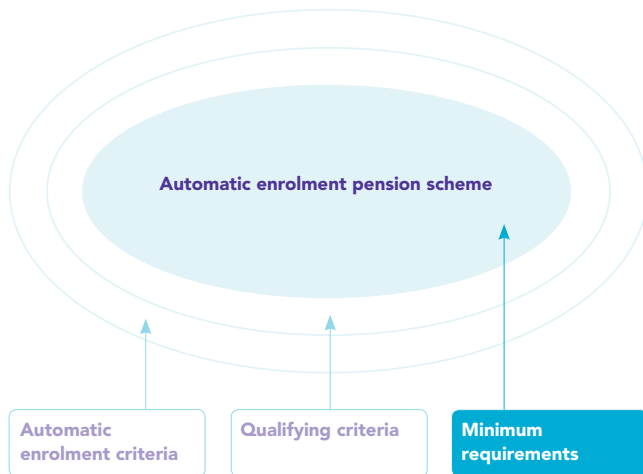 Automatic enrolment pension scheme
Automatic
enrolment criteria
Qualifying criteria
Minimum
requirements